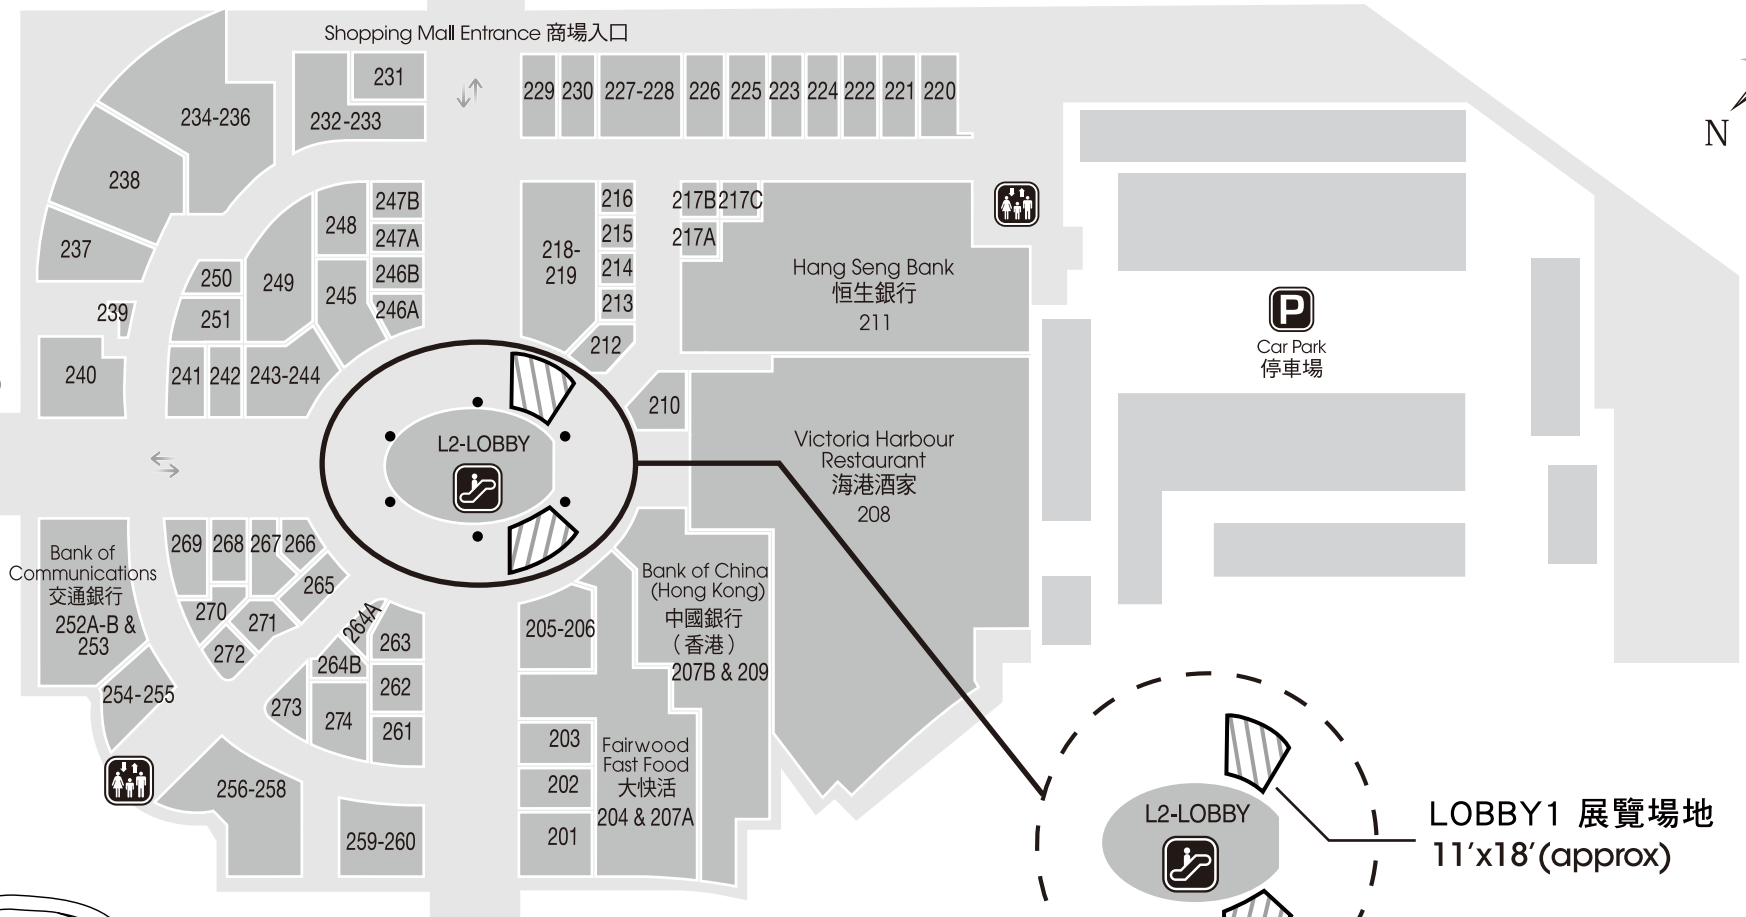 Shopping Mall Entrance 商場入口
231
232-233
234-236
229
230
227-228
226
225
223
224
222
221
220
N
238
237
239
240
250
251
249
248
245
247B
247A
246B
246A
241
242
243-244
218-
219
216
215
214
213
212
217B
217C
217A
Hang Seng Bank
恒生銀行
211
P
Car Park
停車場
210
L2-LOBBY
Victoria Harbour
Restaurant
海港酒家
208
Bank of
Communications
交通銀行
252A-B &
253
269
268
267
266
265
270
271
272
264A
264B
263
262
261
273
274
254-255
256-258
259-260
205-206
Bank of China
(Hong Kong)
中國銀行
（香港）
207B & 209
203
202
201
Fairwood
Fast Food
大快活
204 & 207A
L2-LOBBY
LOBBY1 展覽場地
11'x18'(approx)